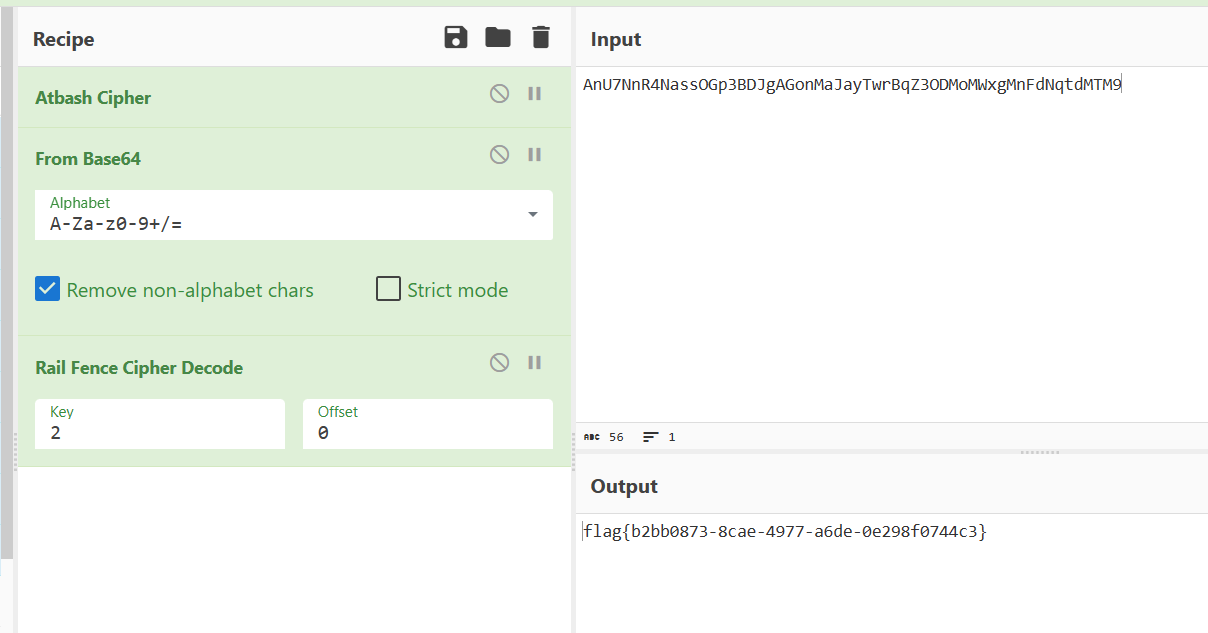 Recipe
Atbash Cipher
From Base64
Alphabet
A-Za-z0-9+/=
Remove non-alphabet chars
Strict mode
Rail Fence Cipher Decode
Key
2
Offset
0
Input
AnU7NnR4NassOGp3BDJgAGonMaJayTwrBqZ3ODMoMWxgMnFdNqtdMTM9
ABC 56
1
Output
flag{b2bb0873-8cae-4977-a6de-0e298f0744c3}